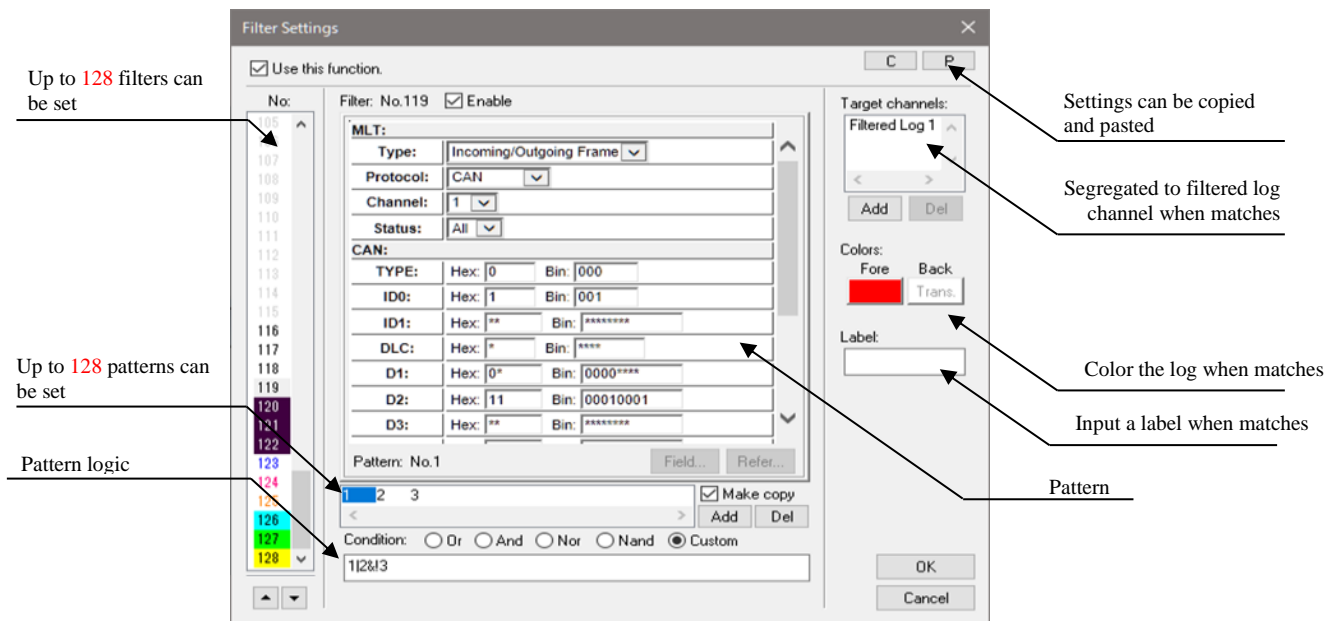 Filter Settings
Up to 128 filters can
be set
Use this function.
C P
No:
Filter: No.119 Enable
Target channels:
Settings can be copied
and pasted
105
107
108
109
110
111
112
113
114
115
116
117
118
119
120
121
122
123
124
125
126
127
128
MLT:
Type: Incoming/Outgoing Frame
Protocol: CAN
Channel: 1
Status: All
CAN:
TYPE: Hex: 0 Bin: 000
ID0: Hex: 1 Bin: 001
ID1: Hex: ** Bin: ********
DLC: Hex: * Bin: ****
D1: Hex: 0* Bin: 0000****
D2: Hex: 11 Bin: 00010001
D3: Hex: ** Bin: ********
Pattern: No.1 Field... Refer...
Filtered Log 1
Segregated to filtered log
channel when matches
Add Del
Colors:
Fore Back
Trans.
Label:
Color the log when matches
Input a label when matches
Pattern
Up to 128 patterns can
be set
Pattern logic
1 2 3
Make copy
Add Del
Condition: Or And Nor Nand Custom
1|2&!3
OK
Cancel